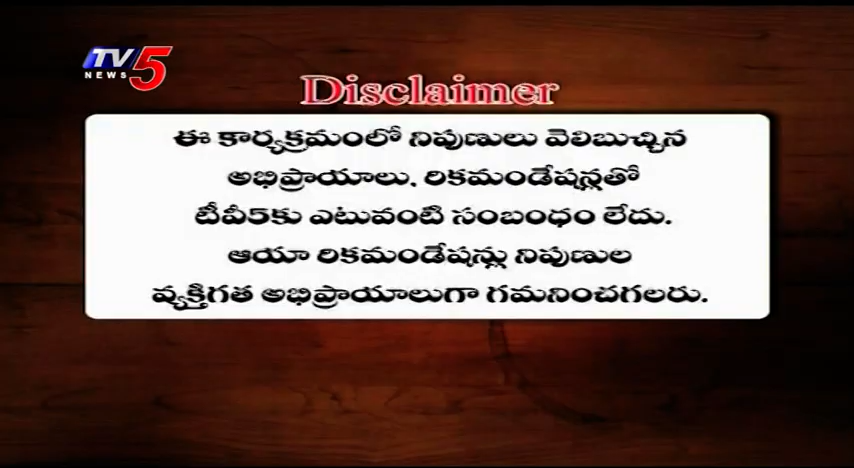 TV5
NEWS
Disclaimer
ఈ కార్యక్రమంలో నిపుణులు వెలిబుచ్చిన
అభిప్రాయాలు, రికమండేషన్లతో
టీవీ5కు ఎటువంటి సంబంధం లేదు.
ఆయా రికమండేషన్లు నిపుణుల
వ్యక్తిగత అభిప్రాయాలుగా గమనించగలరు.